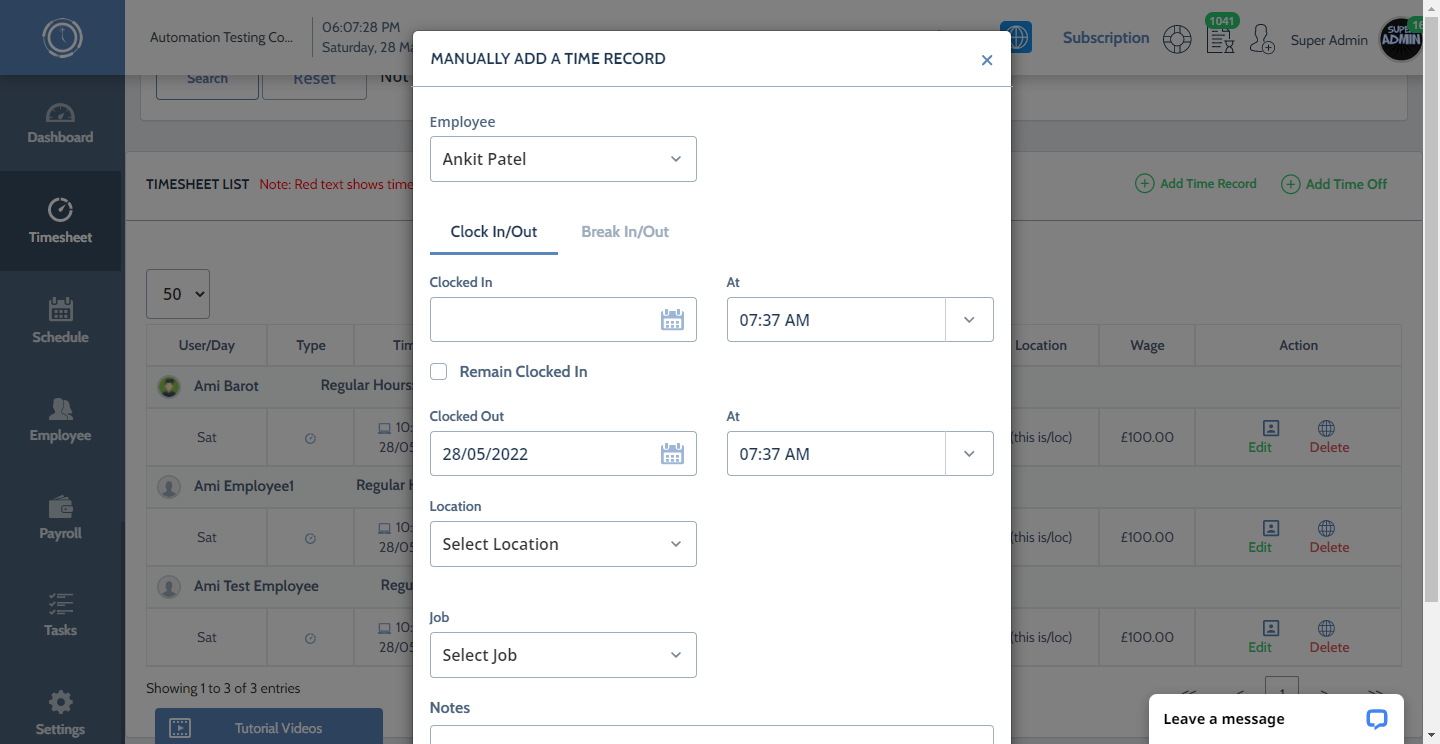 Automation Testing Co...
06:07:28 PM
Saturday, 28 Ma
Subscription
1041
Super Admin
SUPER
ADMIN
16
Dashboard
Timesheet
Schedule
Employee
Payroll
Tasks
Settings
Search
Reset
Not
TIMESHEET LIST Note: Red text shows time
Add Time Record
Add Time Off
50
User/Day Type Tim Location Wage Action
Ami Barot Regular Hours:
Sat 10: (this is/loc) £100.00 Edit Delete
28/05
Ami Employee1 Regular H
Sat 10: (this is/loc) £100.00 Edit Delete
28/05
Ami Test Employee Regu
Sat 10: (this is/loc) £100.00 Edit Delete
28/05
Showing 1 to 3 of 3 entries
<< < 1 > >>
Tutorial Videos
MANUALLY ADD A TIME RECORD
×
Employee
Ankit Patel
Clock In/Out Break In/Out
Clocked In At
07:37 AM
Remain Clocked In
Clocked Out At
28/05/2022 07:37 AM
Location
Select Location
Job
Select Job
Notes
Leave a message